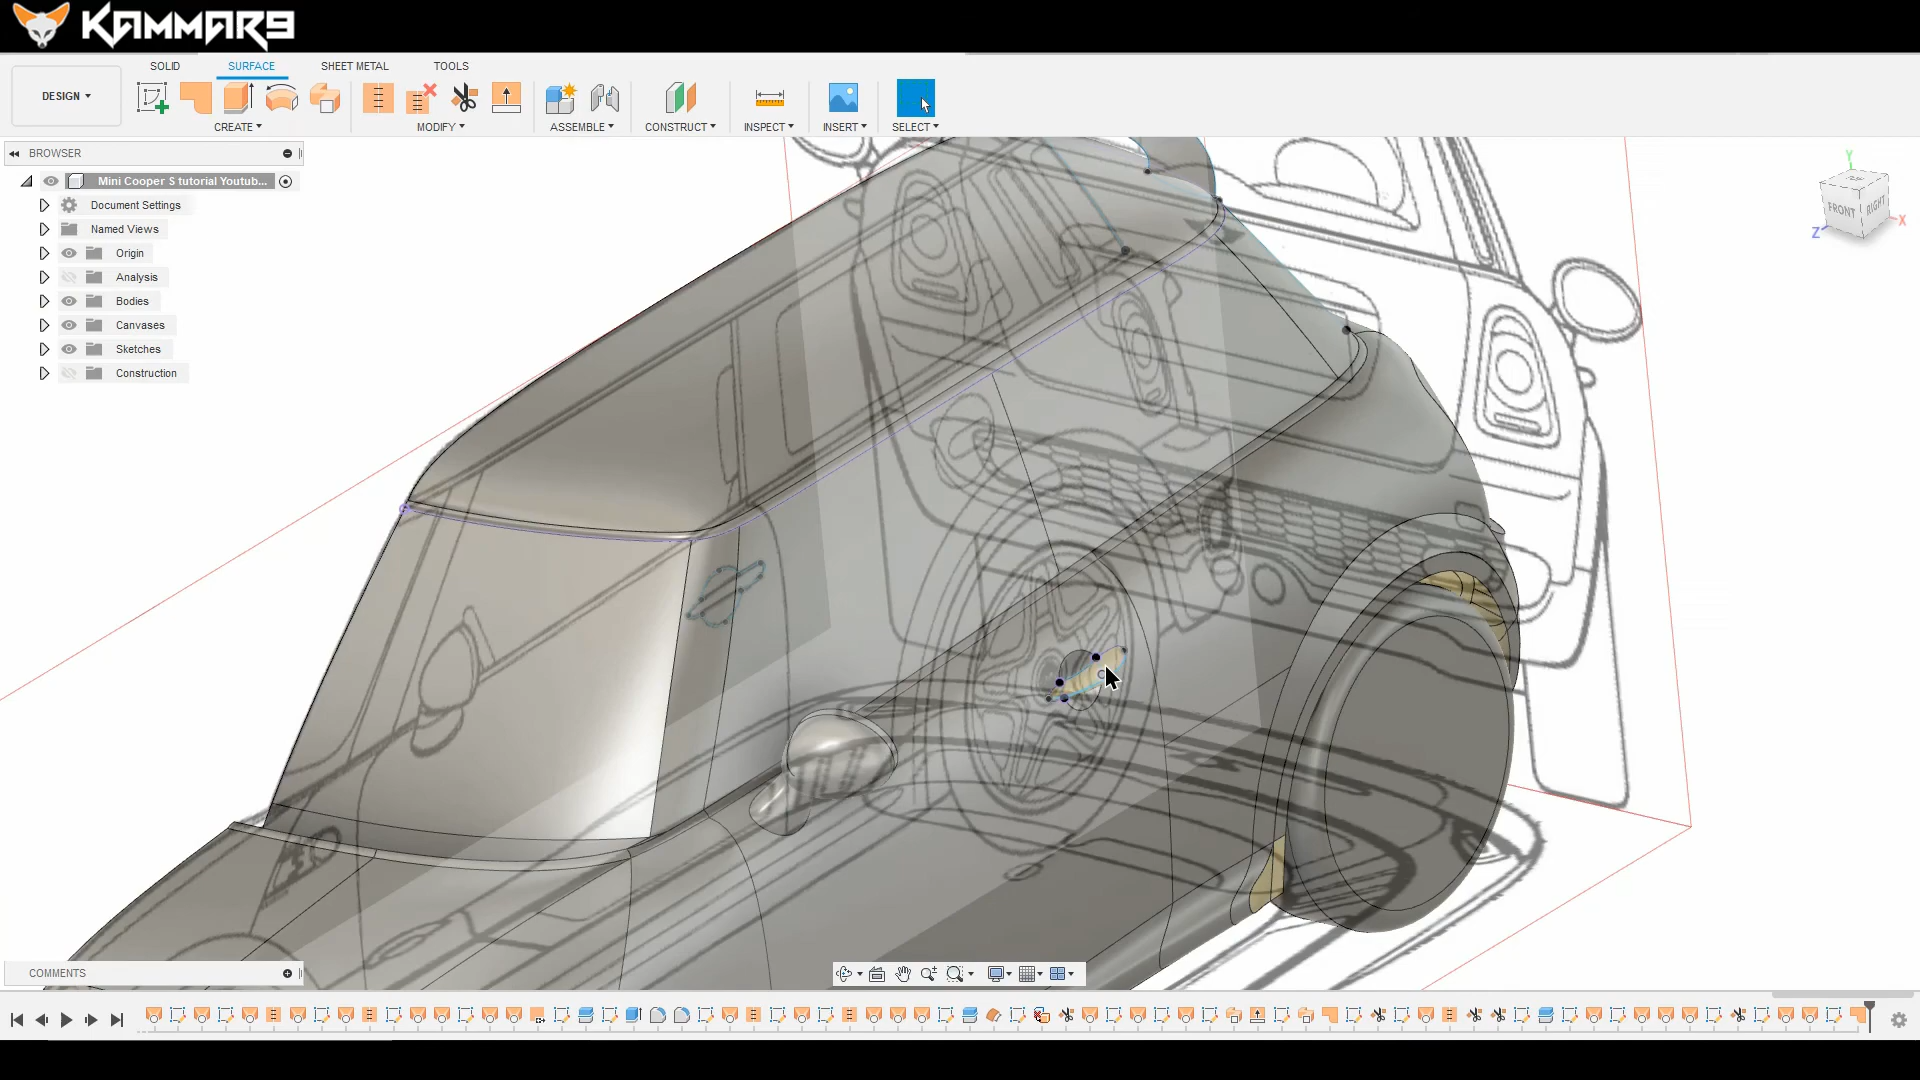 KAMMAR9
SOLID SURFACE SHEET METAL TOOLS
DESIGN
CREATE MODIFY ASSEMBLE CONSTRUCT INSPECT INSERT SELECT
BROWSER
Mini Cooper S tutorial Youtub...
Document Settings
Named Views
Origin
Analysis
Bodies
Canvases
Sketches
Construction
Y
FRONT RIGHT
X
Z
COMMENTS